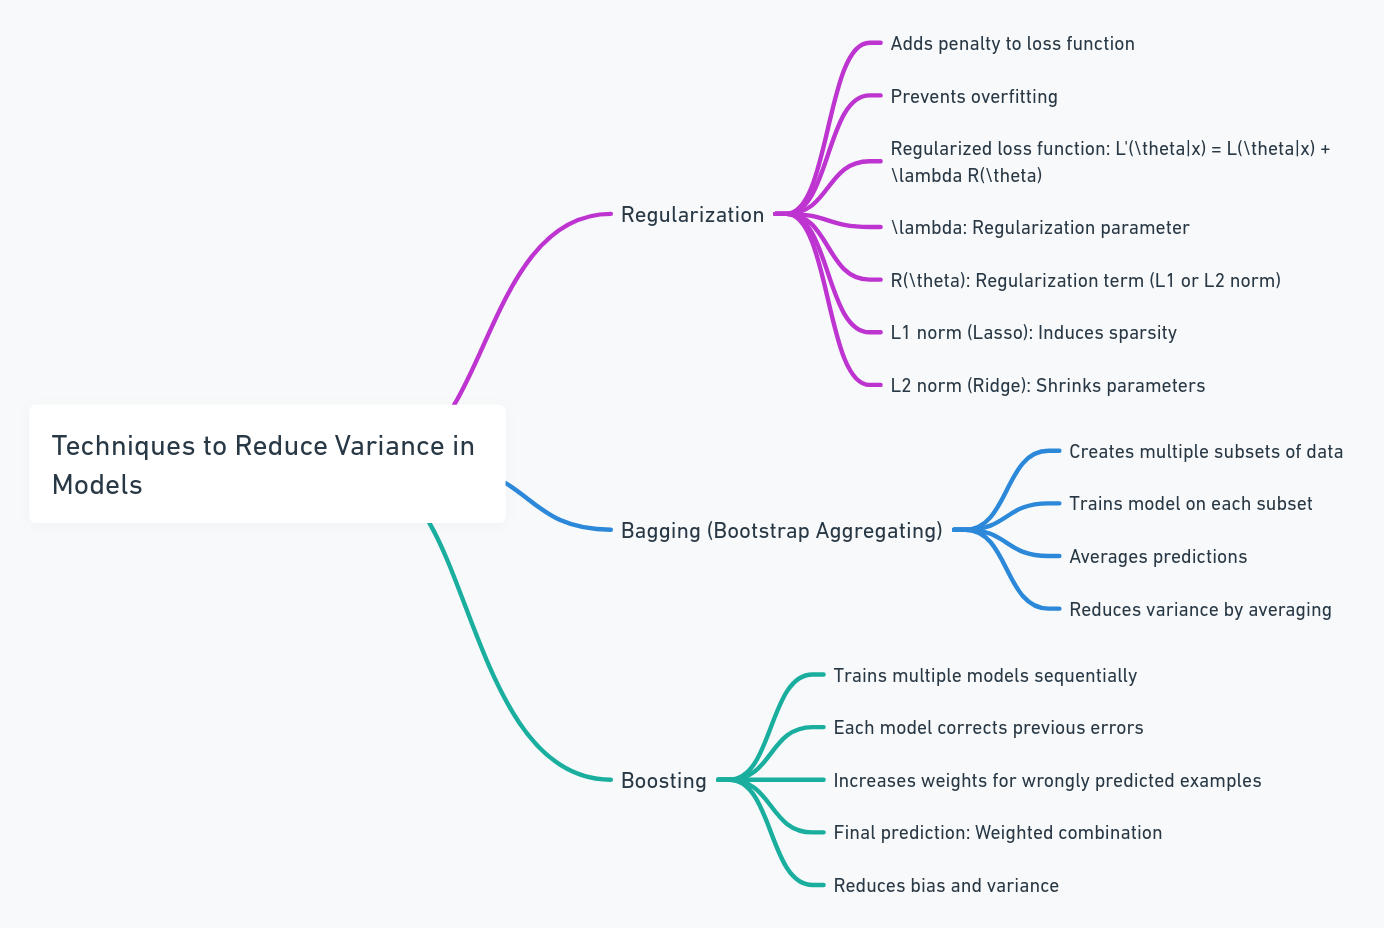 Techniques to Reduce Variance in
Models
Regularization
Adds penalty to loss function
Prevents overfitting
Regularized loss function: L'(\theta|x) = L(\theta|x) +
\lambda R(\theta)
\lambda: Regularization parameter
R(\theta): Regularization term (L1 or L2 norm)
L1 norm (Lasso): Induces sparsity
L2 norm (Ridge): Shrinks parameters
Bagging (Bootstrap Aggregating)
Creates multiple subsets of data
Trains model on each subset
Averages predictions
Reduces variance by averaging
Boosting
Trains multiple models sequentially
Each model corrects previous errors
Increases weights for wrongly predicted examples
Final prediction: Weighted combination
Reduces bias and variance